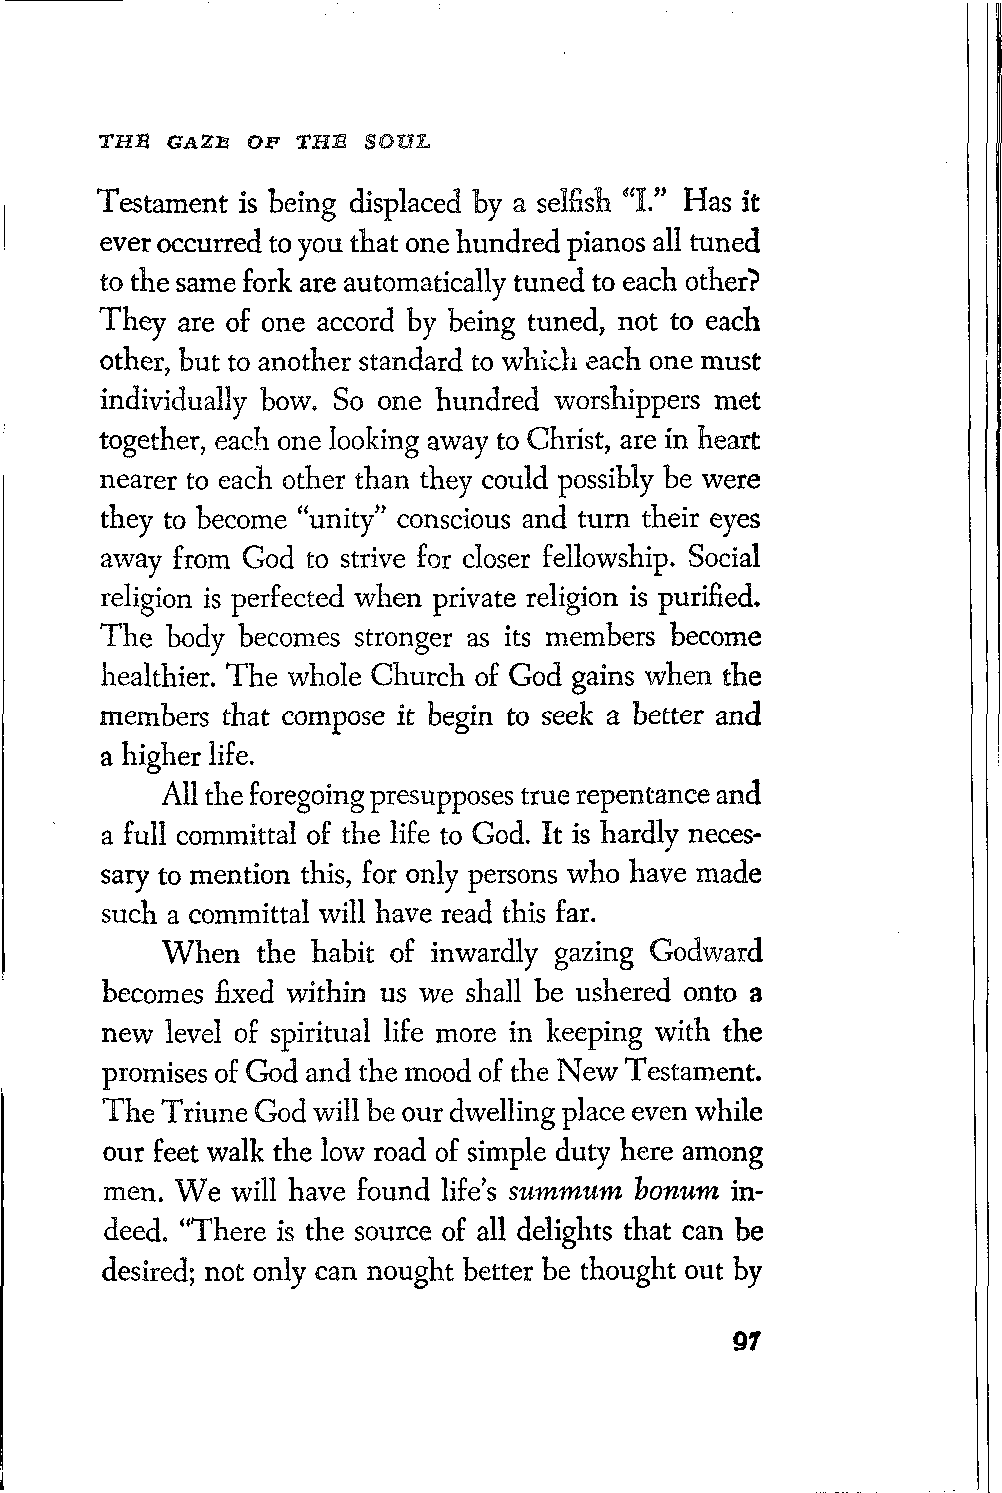 THE GAZE OF THE SOUL
Testament is being displaced by a selfish “I.” Has it
ever occurred to you that one hundred pianos all tuned
to the same fork are automatically tuned to each other?
They are of one accord by being tuned, not to each
other, but to another standard to which each one must
individually bow. So one hundred worshippers met
together, each one looking away to Christ, are in heart
nearer to each other than they could possibly be were
they to become “unity” conscious and turn their eyes
away from God to strive for closer fellowship. Social
religion is perfected when private religion is purified.
The body becomes stronger as its members become
healthier. The whole Church of God gains when the
members that compose it begin to seek a better and
a higher life.
All the foregoing presupposes true repentance and
a full committal of the life to God. It is hardly neces-
sary to mention this, for only persons who have made
such a committal will have read this far.
When the habit of inwardly gazing Godward
becomes fixed within us we shall be ushered onto a
new level of spiritual life more in keeping with the
promises of God and the mood of the New Testament.
The Triune God will be our dwelling place even while
our feet walk the low road of simple duty here among
men. We will have found life’s summum bonum in-
deed. “There is the source of all delights that can be
desired; not only can nought better be thought out by
97